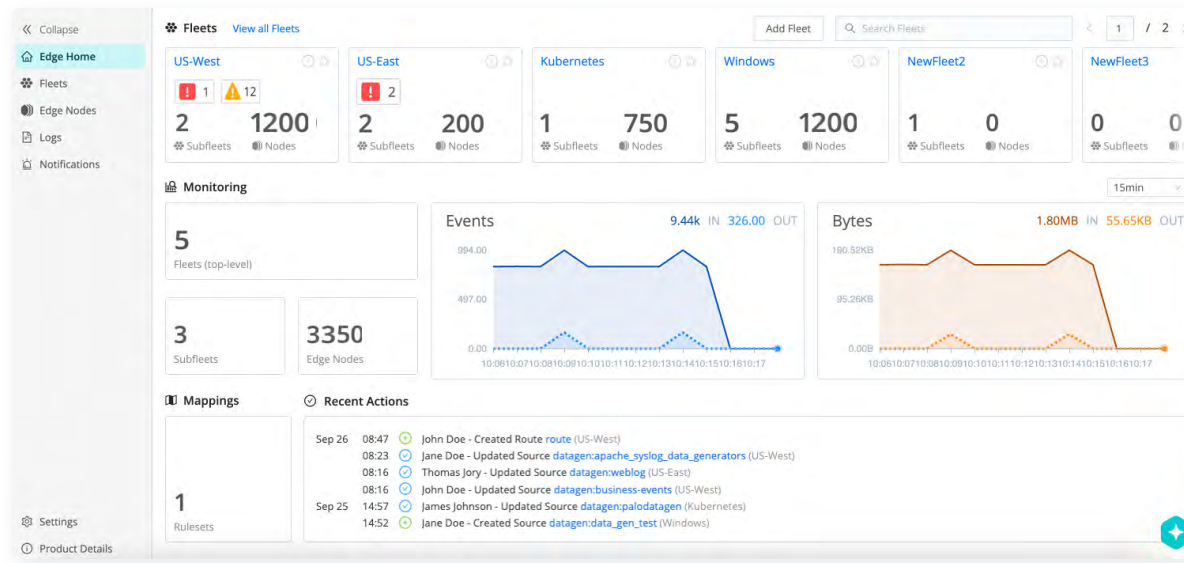 Collapse
Edge Home
Fleets
Edge Nodes
Logs
Notifications
Settings
Product Details
Fleets View all Fleets Add Fleet Search Fleets 1 / 2
US-West
1 12
2 1200
Subfleets Nodes
US-East
2
2 200
Subfleets Nodes
Kubernetes
1 750
Subfleets Nodes
Windows
5 1200
Subfleets Nodes
NewFleet2
1 0
Subfleets Nodes
NewFleet3
0 0
Subfleets
Monitoring 15min
5
Fleets (top-level)
3
Subfleets
3350
Edge Nodes
Events 9.44k IN 326.00 OUT
994.00
497.00
0.00
10:0610:0710:0810:0910:1010:1110:1210:1310:1410:1510:1610:17
Bytes 1.80MB IN 55.65KB OUT
190.52KB
95.26KB
0.00B
10:0610:0710:0810:0910:1010:1110:1210:1310:1410:1510:1610:17
Mappings
1
Rulesets
Recent Actions
Sep 26 08:47 John Doe - Created Route route (US-West)
08:23 Jane Doe - Updated Source datagen:apache_syslog_data_generators (US-West)
08:16 Thomas Jory - Updated Source datagen:weblog (US-East)
08:16 John Doe - Updated Source datagen:business-events (US-West)
Sep 25 14:57 James Johnson - Updated Source datagen:palodatagen (Kubernetes)
14:52 Jane Doe - Created Source datagen:data_gen_test (Windows)